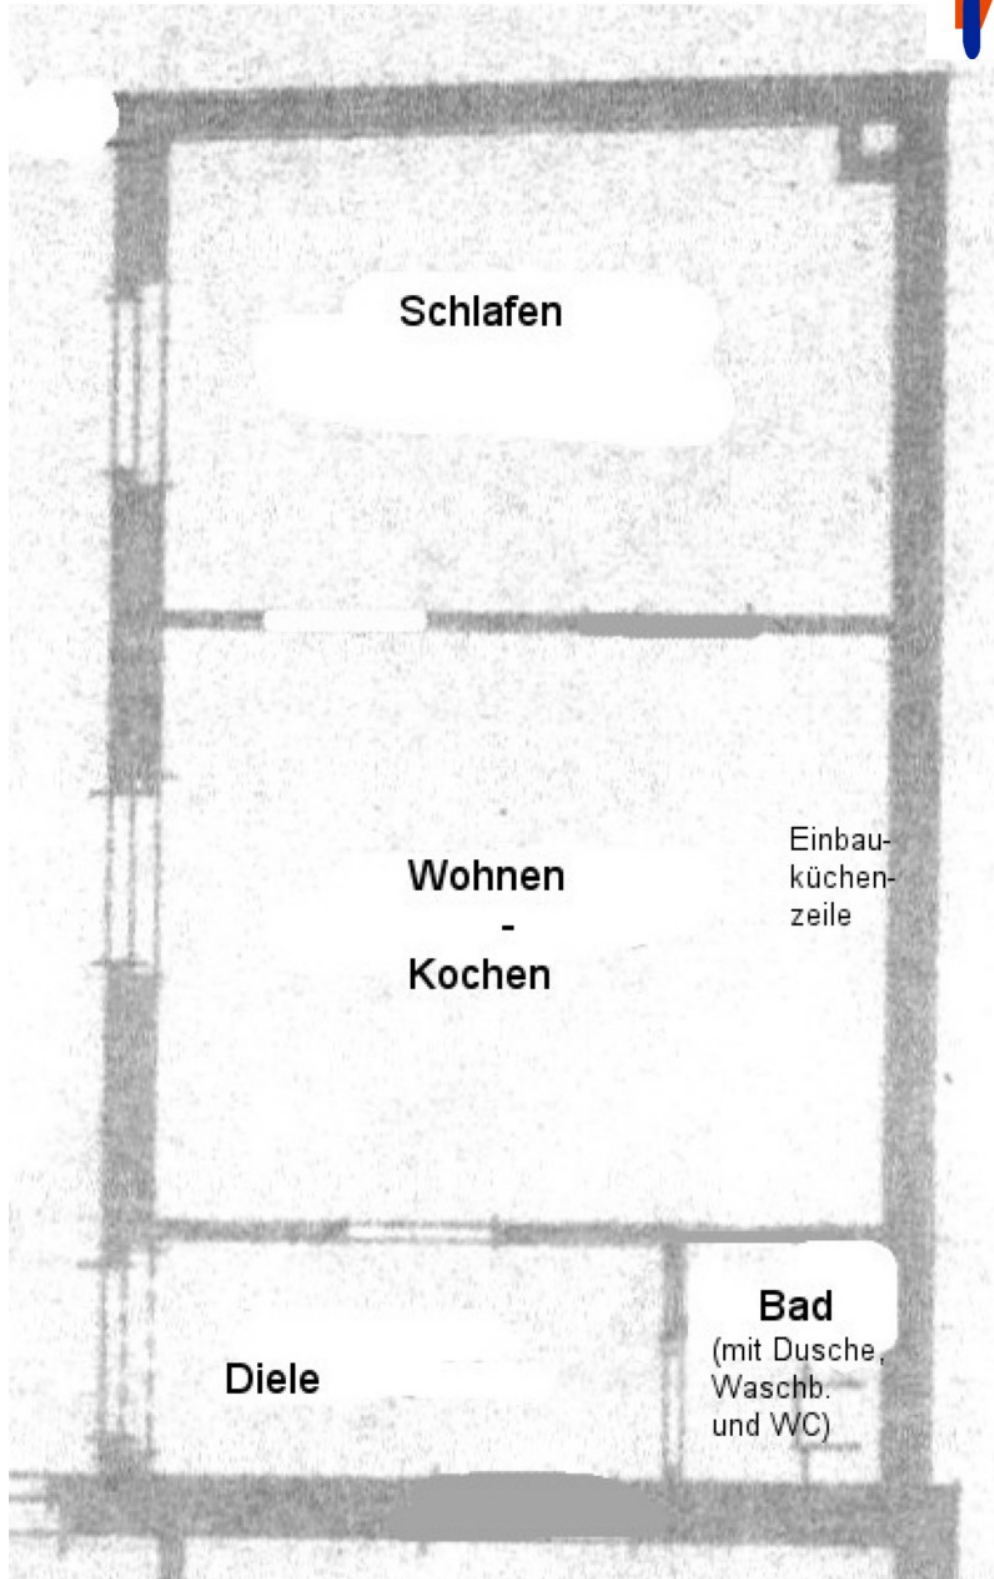 Schlafen
Wohnen
-
Kochen
Einbau-
küchen-
zeile
Diele
Bad
(mit Dusche,
Waschb.
und WC)